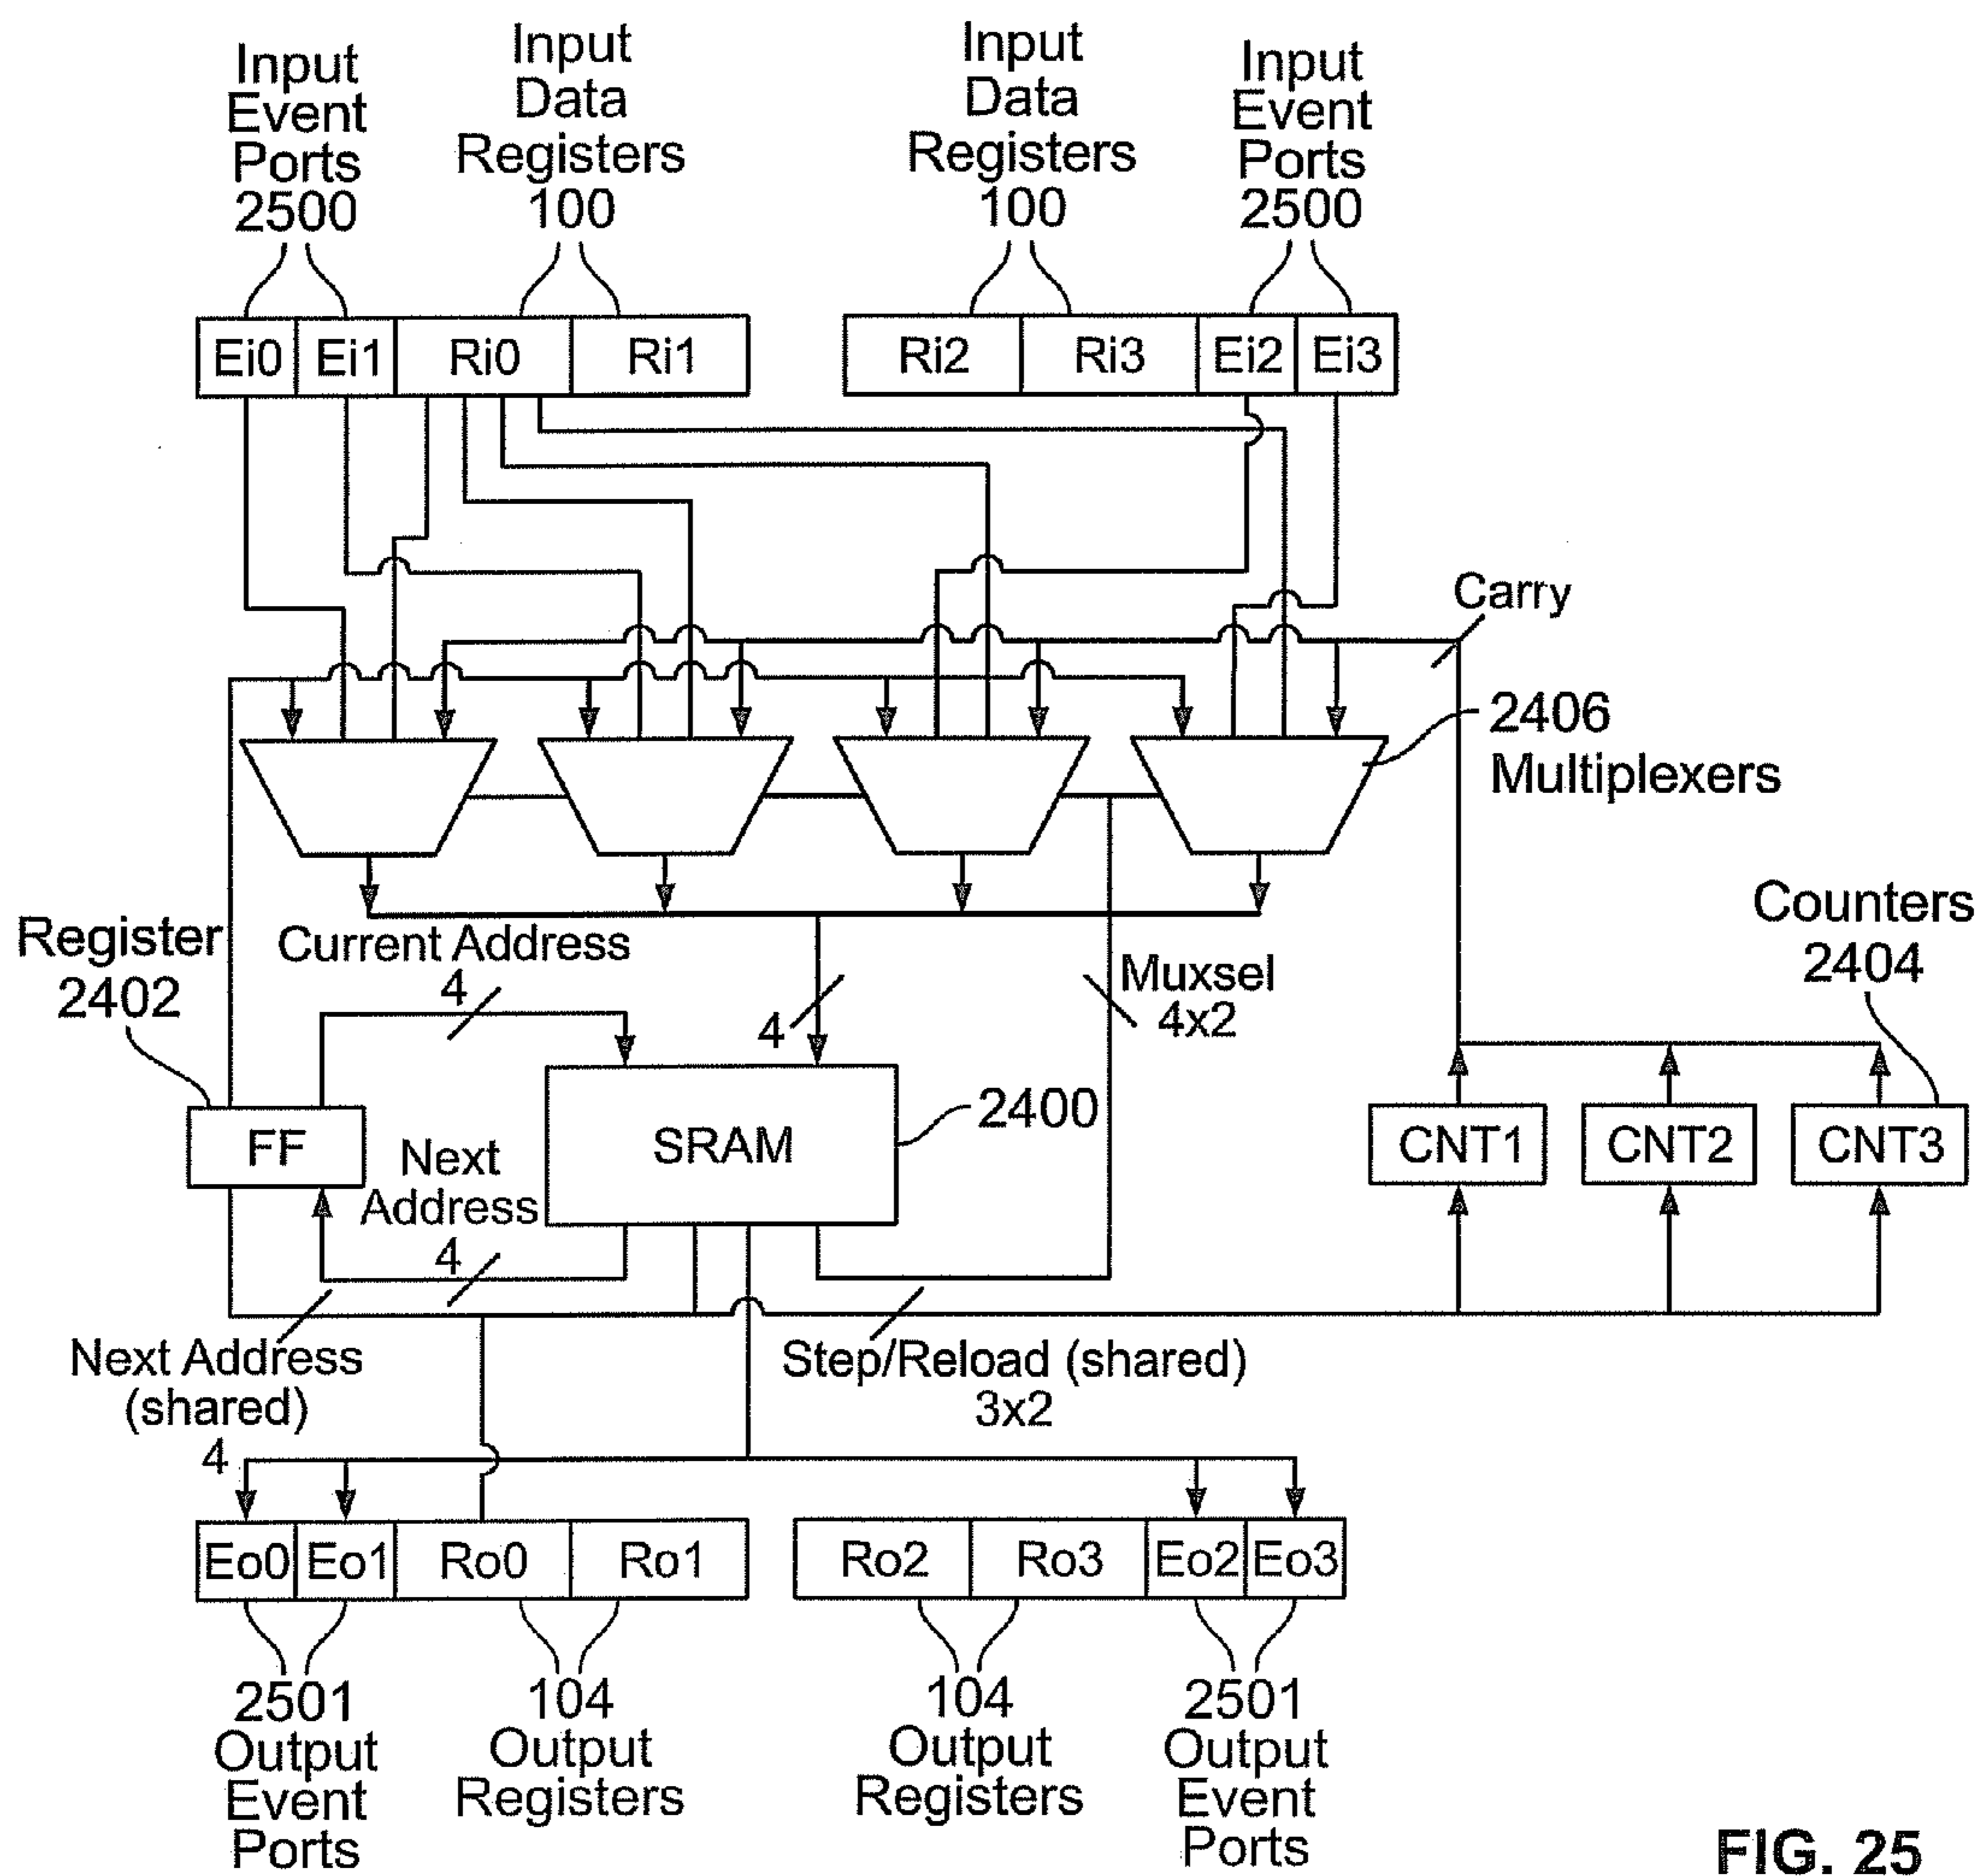 Input
Event
Ports
2500
Input
Data
Registers
100
Input
Data
Registers
100
Input
Event
Ports
2500
Ei0 Ei1 Ri0 Ri1
Ri2 Ri3 Ei2 Ei3
Carry
2406
Multiplexers
Register
2402
Current Address
4
4
Muxsel
4x2
Counters
2404
FF
Next
Address
4
SRAM
2400
CNT1 CNT2 CNT3
Next Address
(shared)
4
Step/Reload (shared)
3x2
Eo0 Eo1 Ro0 Ro1
Ro2 Ro3 Eo2 Eo3
2501
Output
Event
Ports
104
Output
Registers
104
Output
Registers
2501
Output
Event
Ports
FIG. 25